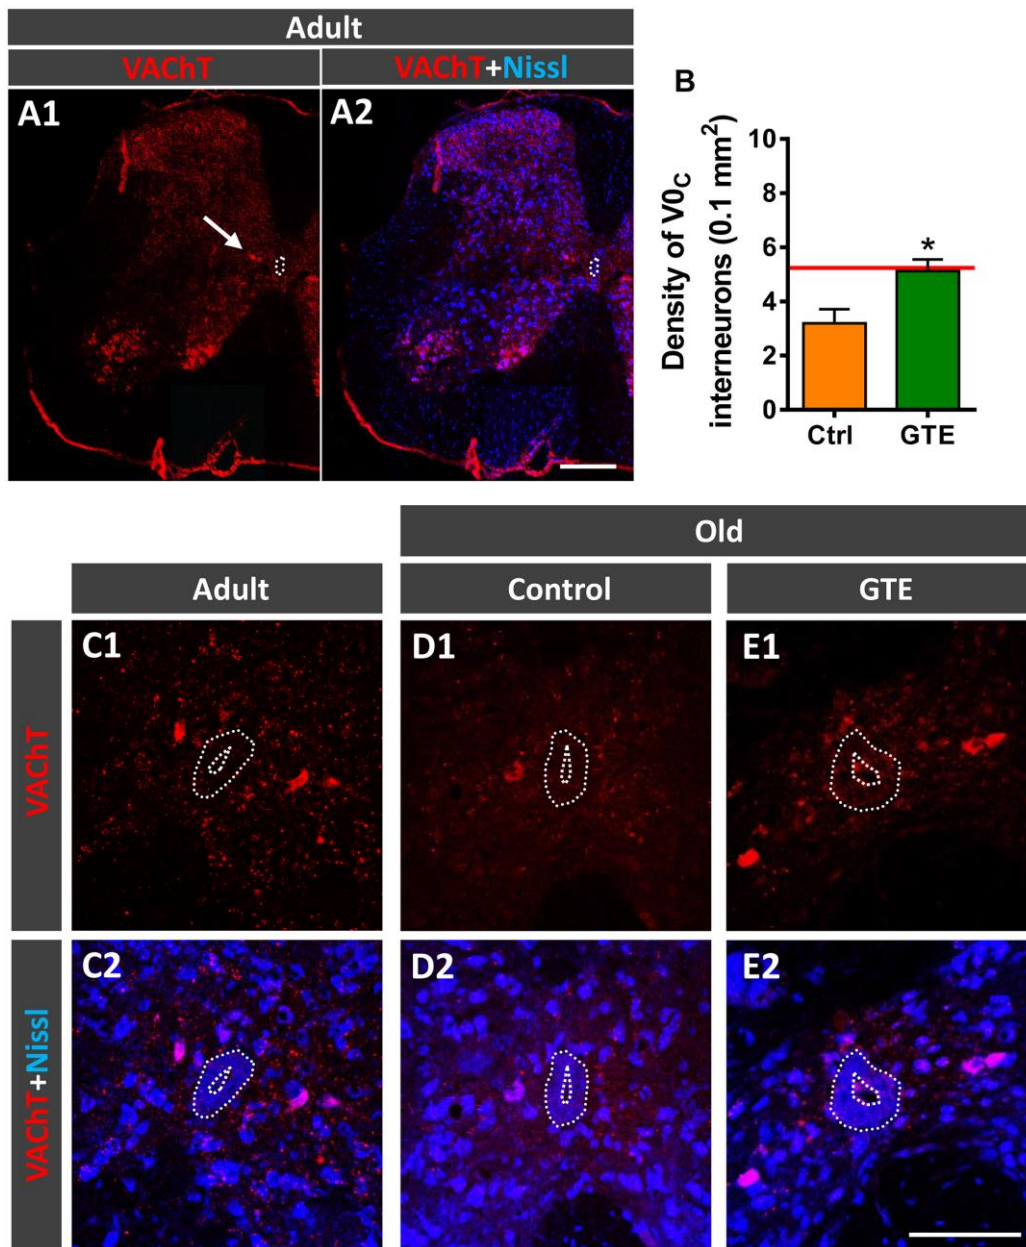 Adult
VAChT
VAChT+Nissl
A1
A2
B
Density of V0C
interneurons (0.1 mm²)
10
8
6
4
2
0
*
Ctrl
GTE
Old
Adult
Control
GTE
VAChT
C1
D1
E1
VAChT+Nissl
C2
D2
E2